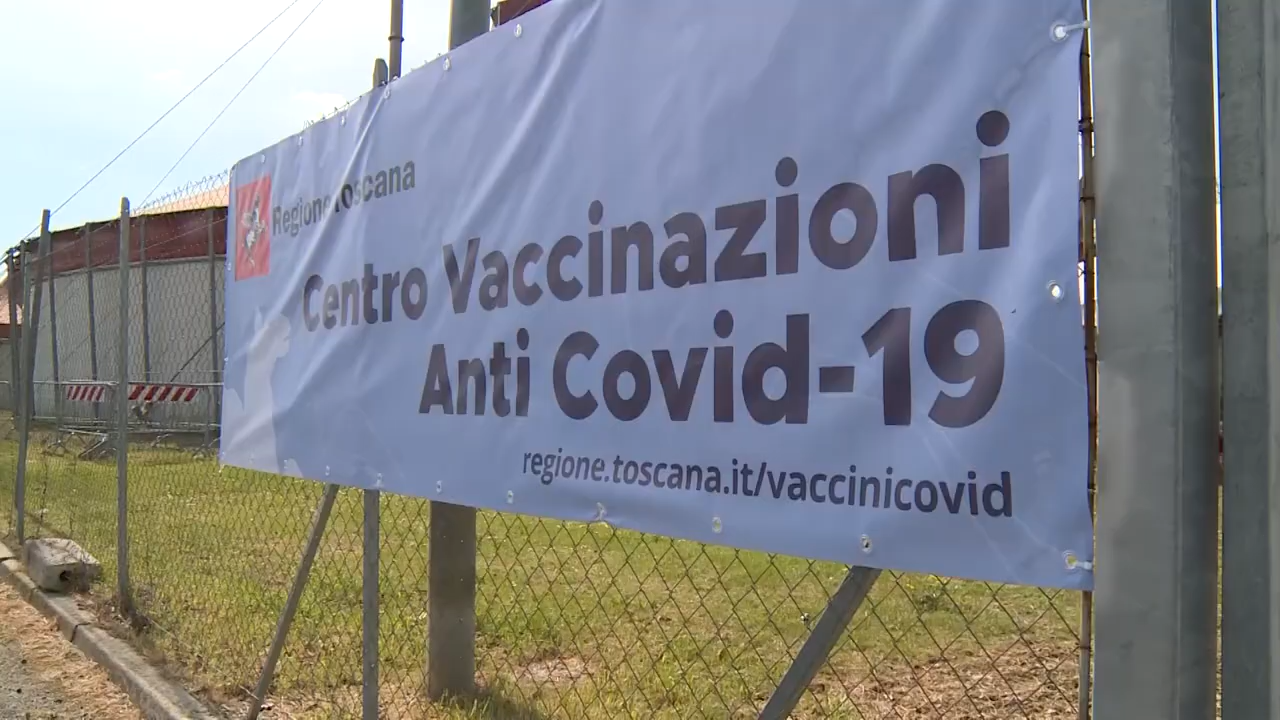 Regione Toscana
Centro Vaccinazioni
Anti Covid-19
regione.toscana.it/vaccinicovid